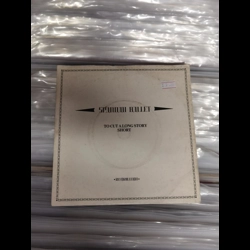 SPANDAU BALLET
TO CUT A LONG STORY
SHORT